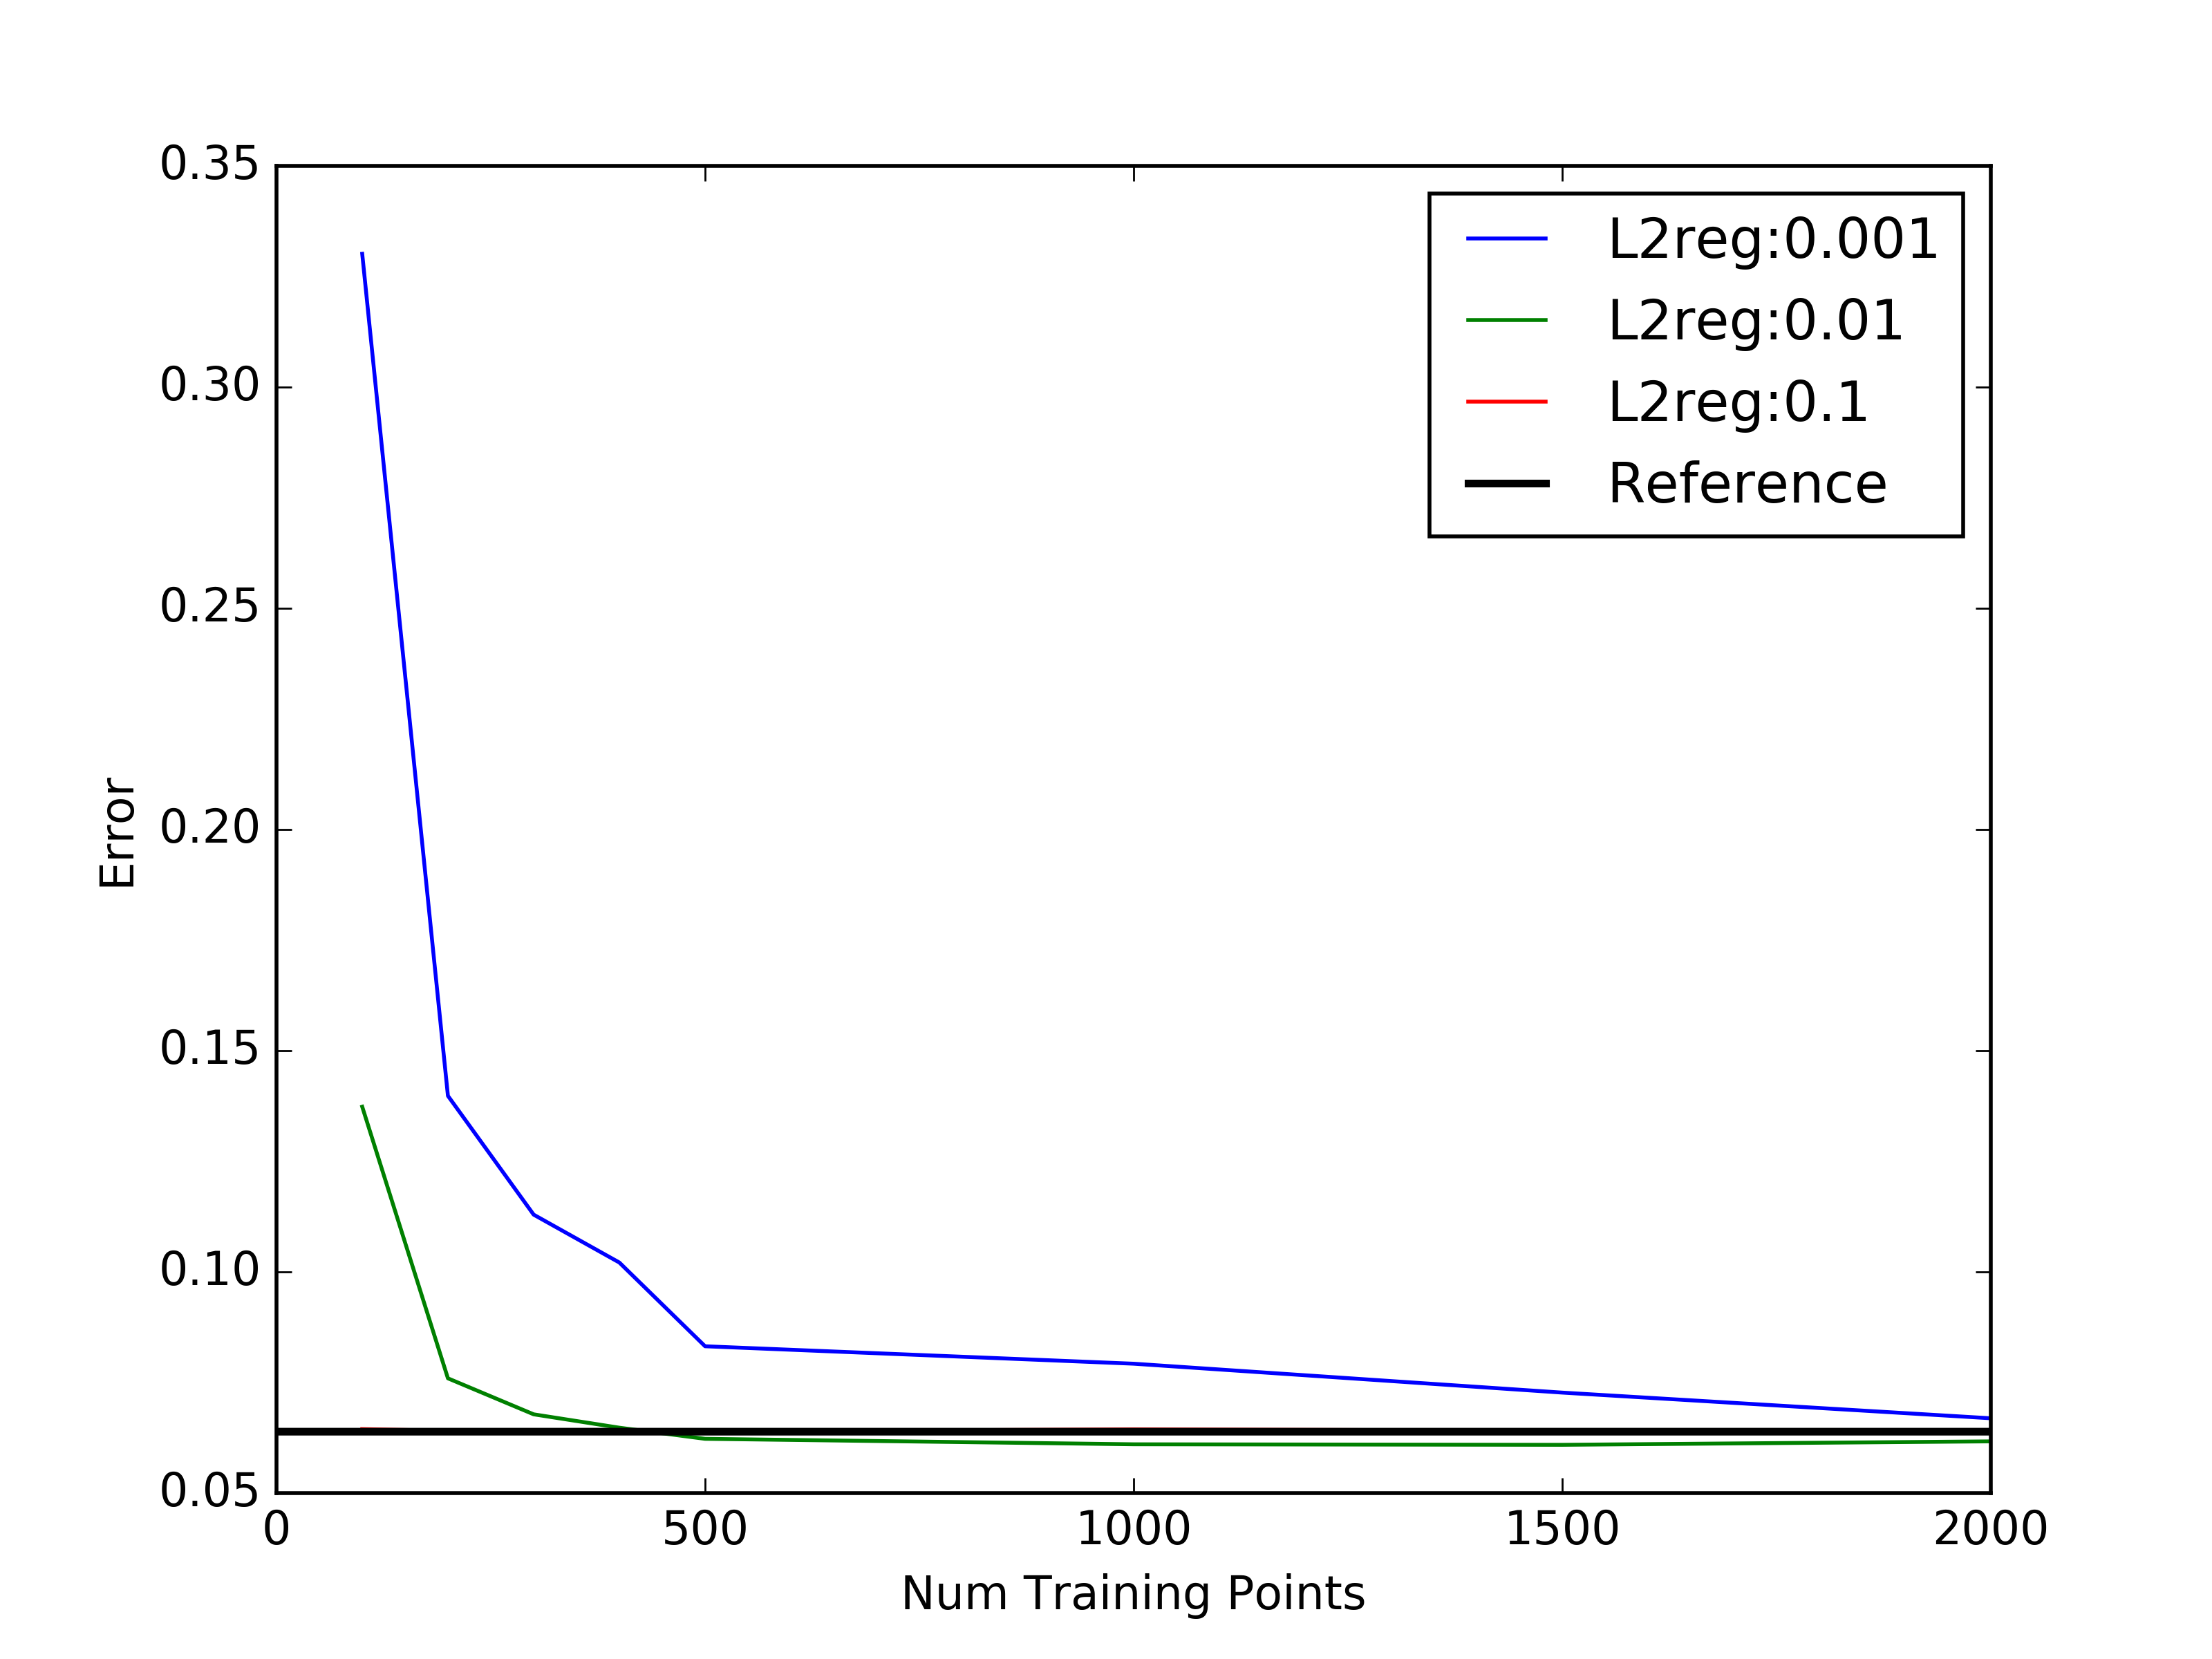 0.35
0.30
0.25
0.20
0.15
0.10
0.05
Error
L2reg:0.001
L2reg:0.01
L2reg:0.1
Reference
0 500 1000 1500 2000
Num Training Points